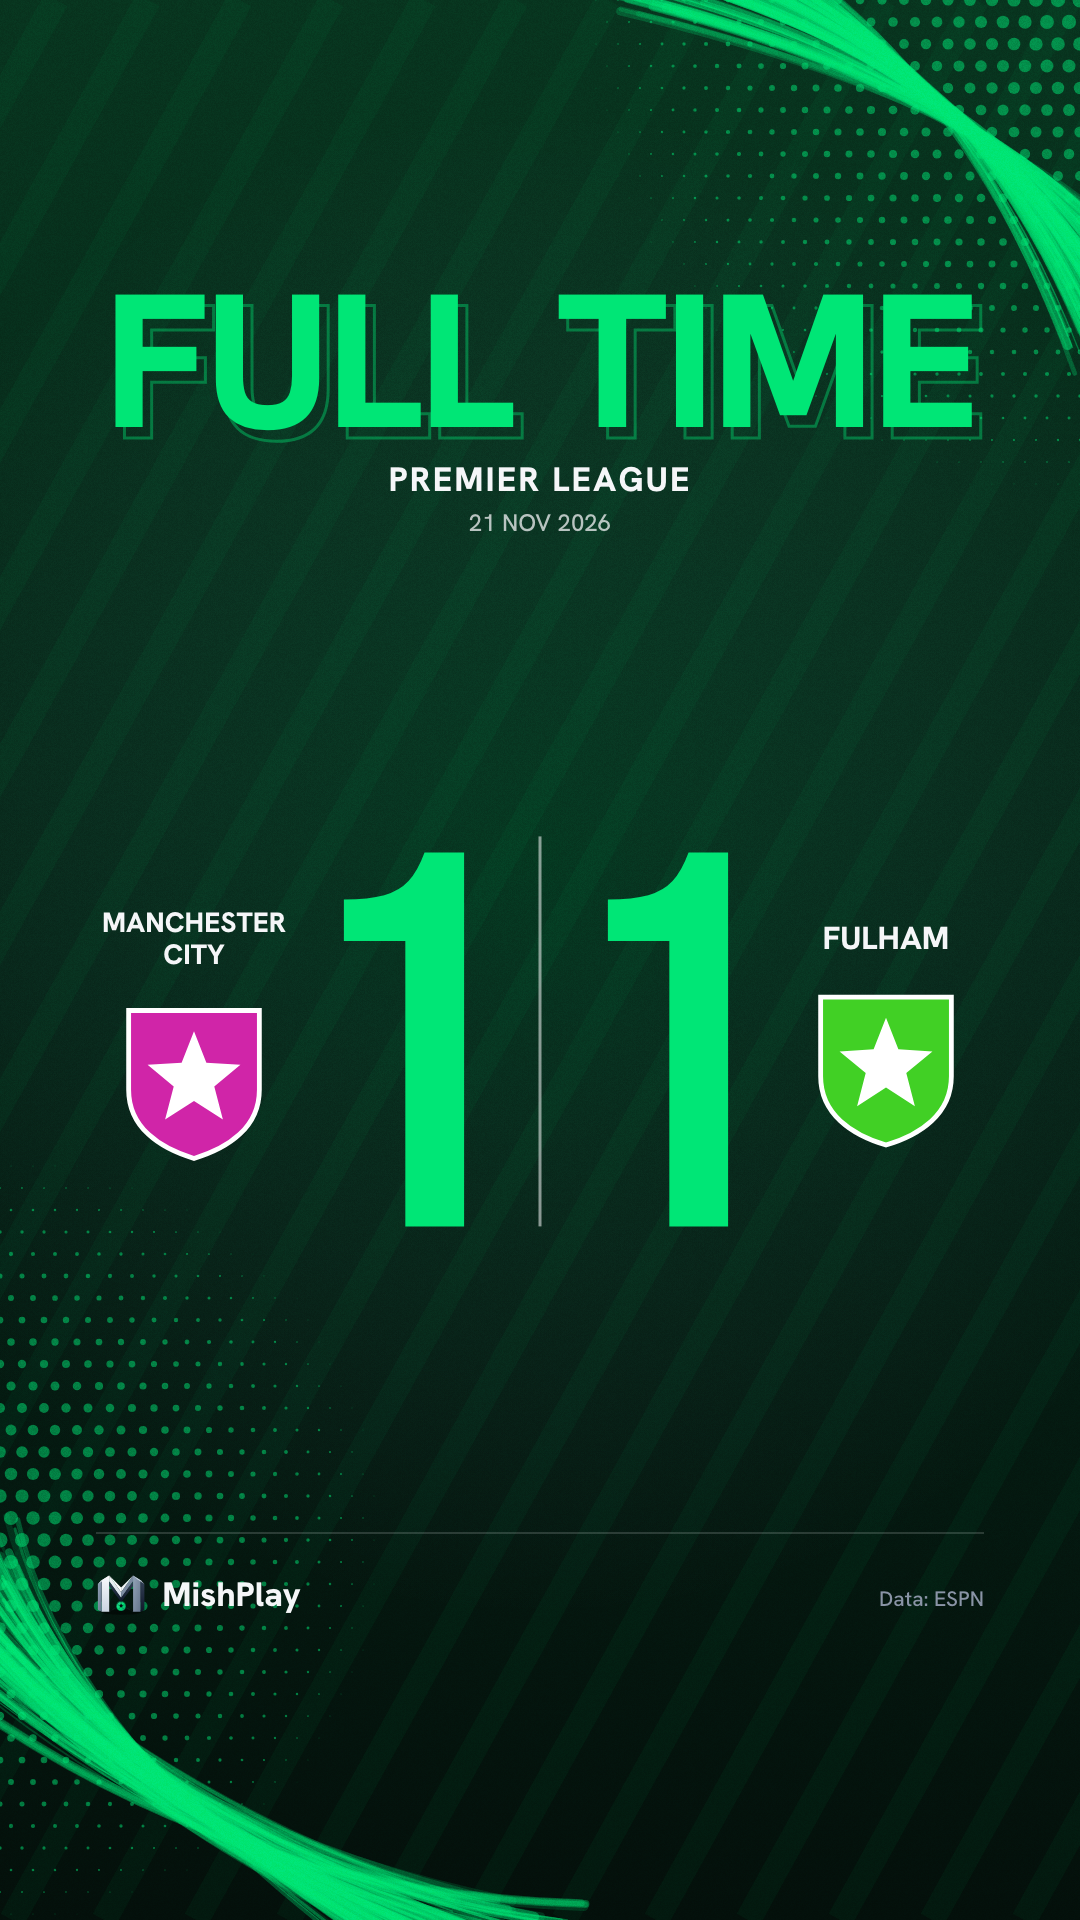 FULL TIME
PREMIER LEAGUE
21 NOV 2026
MANCHESTER
CITY
1
1
FULHAM
MishPlay
Data: ESPN